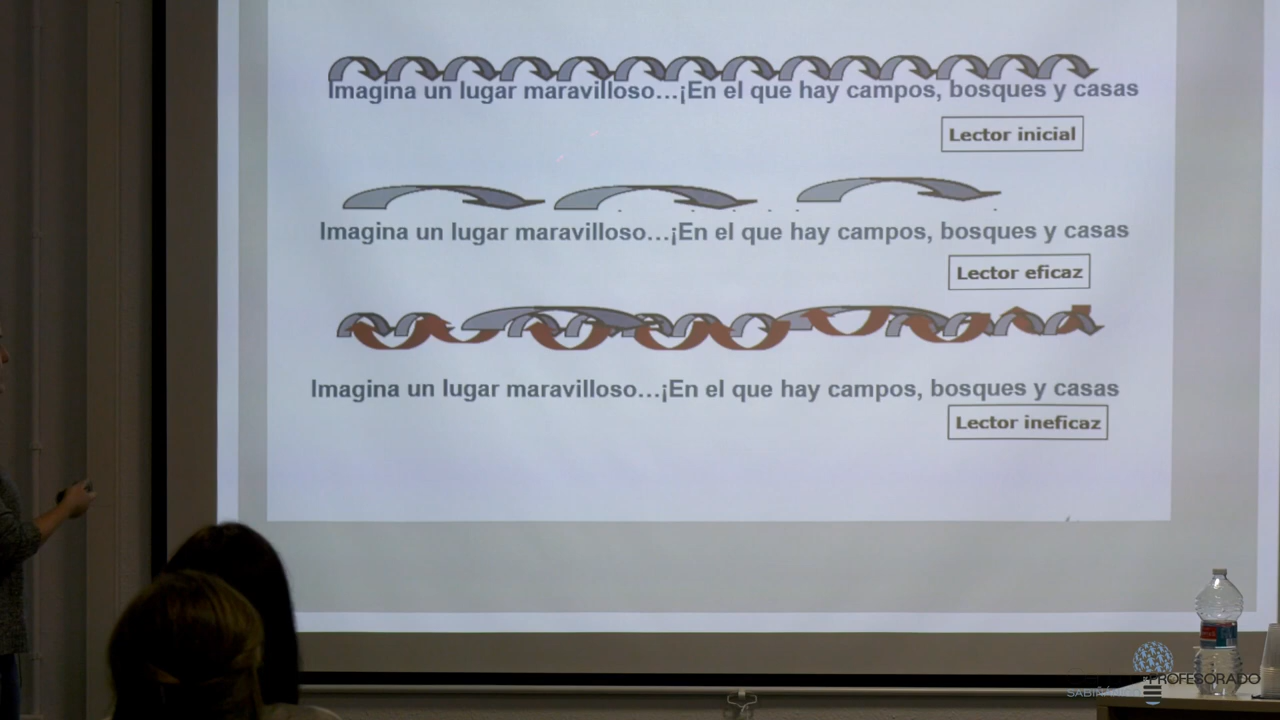 Imagina un lugar maravilloso...¡En el que hay campos, bosques y casas
Lector inicial
Imagina un lugar maravilloso...¡En el que hay campos, bosques y casas
Lector eficaz
Imagina un lugar maravilloso...¡En el que hay campos, bosques y casas
Lector ineficaz
PROFESORADO